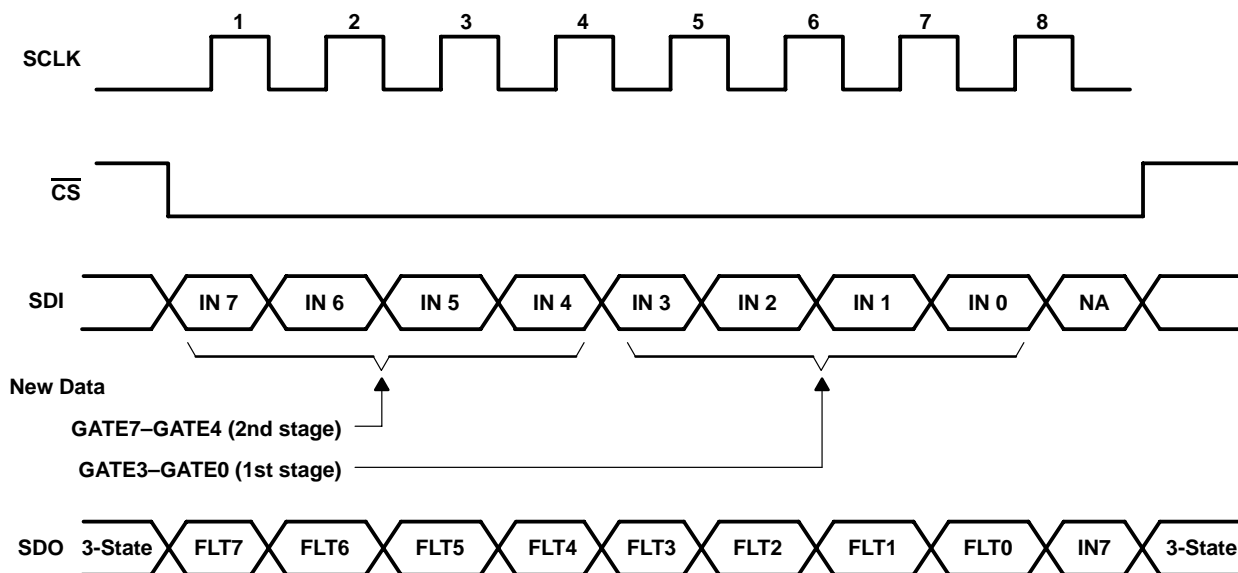 1 2 3 4 5 6 7 8
SCLK
CS
SDI IN 7 IN 6 IN 5 IN 4 IN 3 IN 2 IN 1 IN 0 NA
New Data
GATE7–GATE4 (2nd stage)
GATE3–GATE0 (1st stage)
SDO 3-State FLT7 FLT6 FLT5 FLT4 FLT3 FLT2 FLT1 FLT0 IN7 3-State